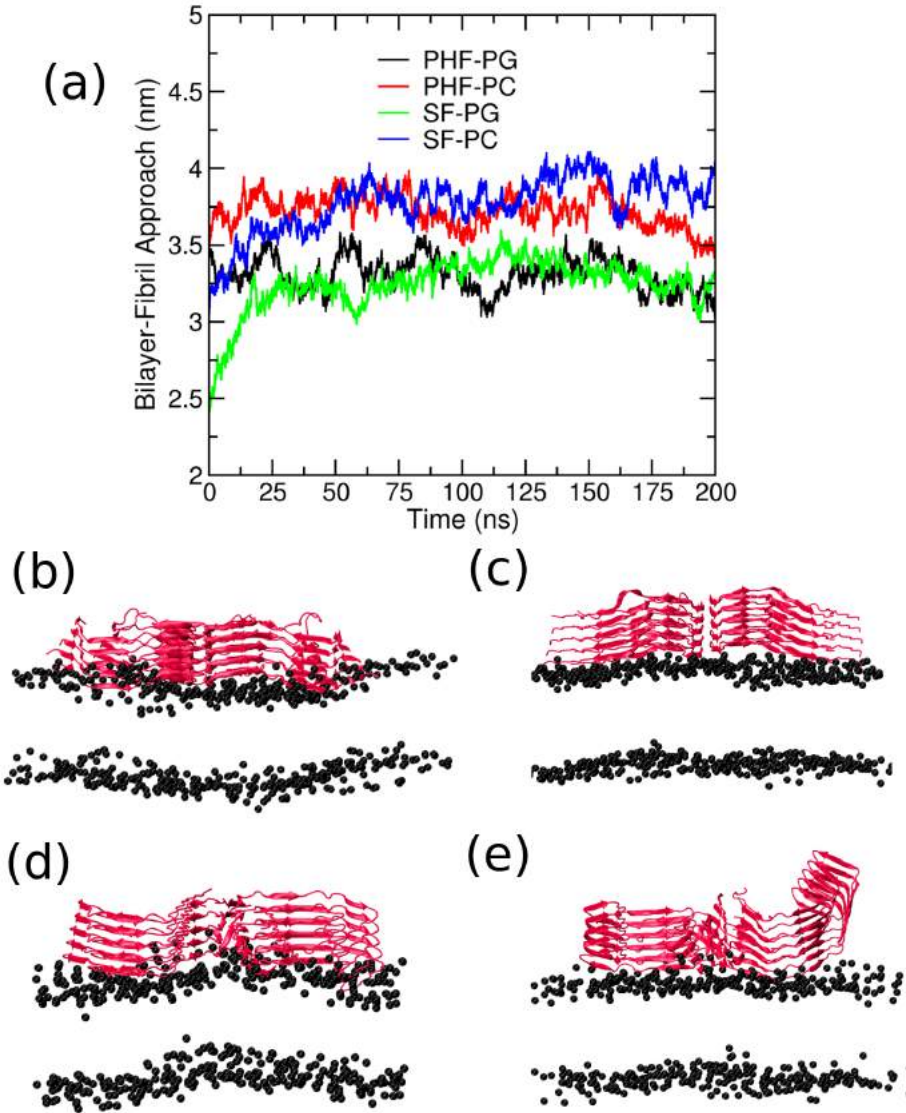 (a)
Bilayer-Fibril Approach (nm)
5
4.5
4
3.5
3
2.5
2
PHF-PG
PHF-PC
SF-PG
SF-PC
0 25 50 75 100 125 150 175 200
Time (ns)
(b) (c)
(d) (e)